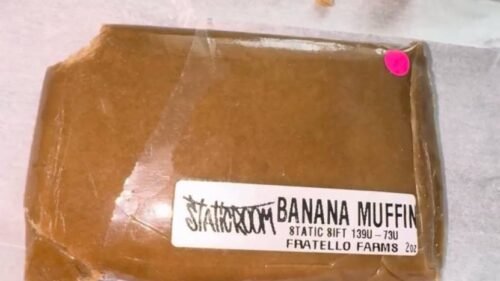 STATICROOM BANANA MUFFIN
STATIC SIFT 139U - 73U
FRATELLO FARMS 2oz